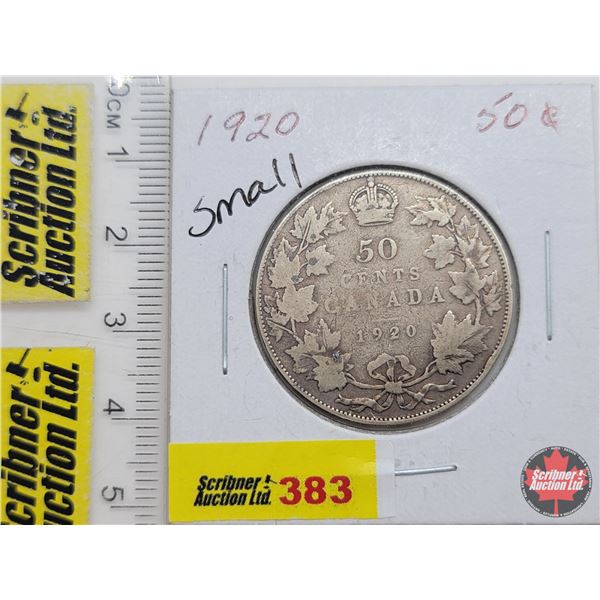 Scribner
Auction Ltd.
Scribner
Auction Ltd.
0
CM 1
2
3
4
5
1920
50¢
Small
50
CENTS
CANADA
1920
Scribner
Auction Ltd.
383
Scribner
Auction Ltd.